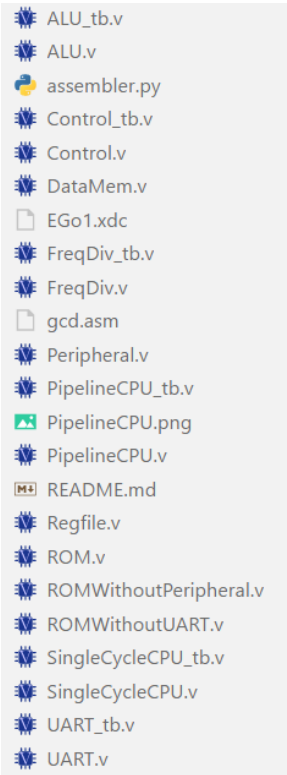 ALU_tb.v
ALU.v
assembler.py
Control_tb.v
Control.v
DataMem.v
EGo1.xdc
FreqDiv_tb.v
FreqDiv.v
gcd.asm
Peripheral.v
PipelineCPU_tb.v
PipelineCPU.png
PipelineCPU.v
M↓ README.md
Regfile.v
ROM.v
ROMWithoutPeripheral.v
ROMWithoutUART.v
SingleCycleCPU_tb.v
SingleCycleCPU.v
UART_tb.v
UART.v